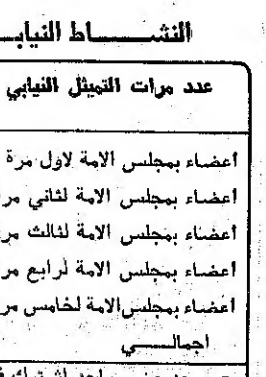 النشـــــاط النيابـ
عدد مرات التمثيل النيابي
اعضاء بمجلس الامة لاول مرة
اعضاء بمجلس الامة لثاني مر
اعضاء بمجلس الامة لثالث مر
اعضاء بمجلس الامة لرابع مر
اعضاء بمجلس الامة لخامس مر
اجمالـــــي